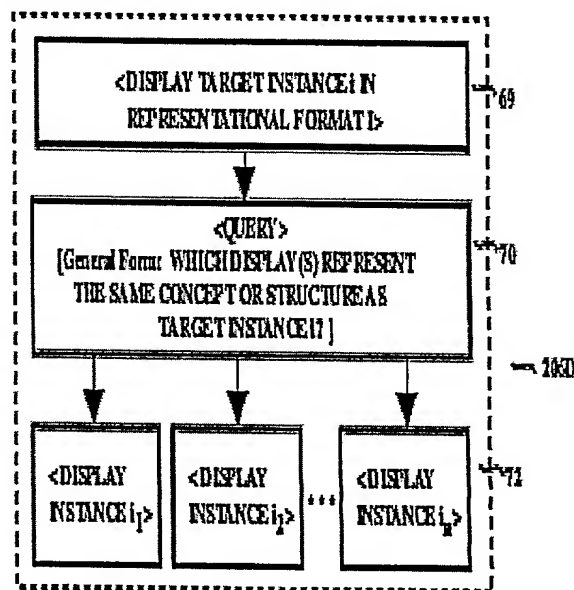 <DISPLAY TARGET INSTANCE i IN
REPRESENTATIONAL FORMAT I>
69
<QUERY>
[General Form: WHICH DISPLAY(S) REPRESENT
THE SAME CONCEPT OR STRUCTURE AS
TARGET INSTANCE i? ]
70
206D
<DISPLAY
INSTANCE i1>
<DISPLAY
INSTANCE i2>
...
<DISPLAY
INSTANCE in>
72